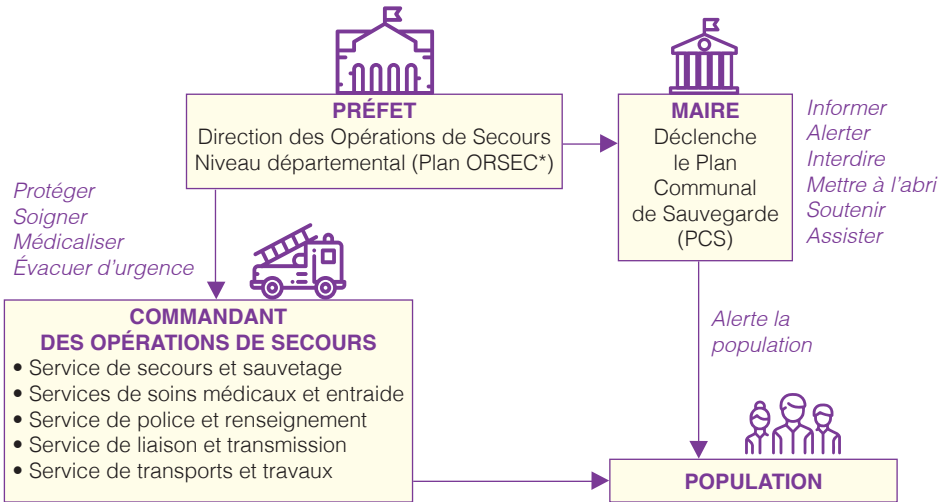 PRÉFET
Direction des Opérations de Secours
Niveau départemental (Plan ORSEC*)
MAIRE
Déclenche
le Plan
Communal
de Sauvegarde
(PCS)
Informer
Alerter
Interdire
Mettre à l'abri
Soutenir
Assister
Protéger
Soigner
Médicaliser
Évacuer d'urgence
COMMANDANT
DES OPÉRATIONS DE SECOURS
• Service de secours et sauvetage
• Services de soins médicaux et entraide
• Service de police et renseignement
• Service de liaison et transmission
• Service de transports et travaux
Alerte la
population
POPULATION